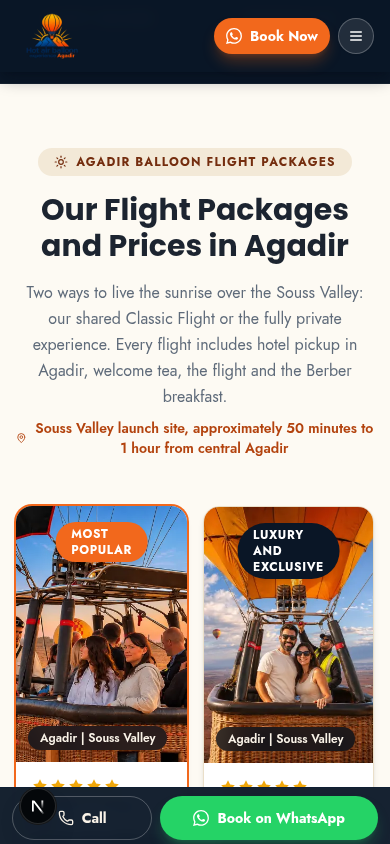 Agadir
Book Now
AGADIR BALLOON FLIGHT PACKAGES
Our Flight Packages
and Prices in Agadir
Two ways to live the sunrise over the Souss Valley:
our shared Classic Flight or the fully private
experience. Every flight includes hotel pickup in
Agadir, welcome tea, the flight and the Berber
breakfast.
Souss Valley launch site, approximately 50 minutes to
1 hour from central Agadir
MOST
POPULAR
Agadir | Souss Valley
LUXURY
AND
EXCLUSIVE
Agadir | Souss Valley
N
Call
Book on WhatsApp